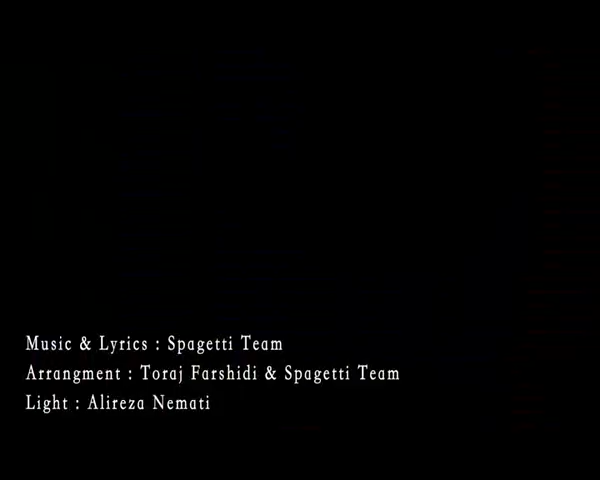 Music & Lyrics : Spagetti Team
Arrangment : Toraj Farshidi & Spagetti Team
Light : Alireza Nemati